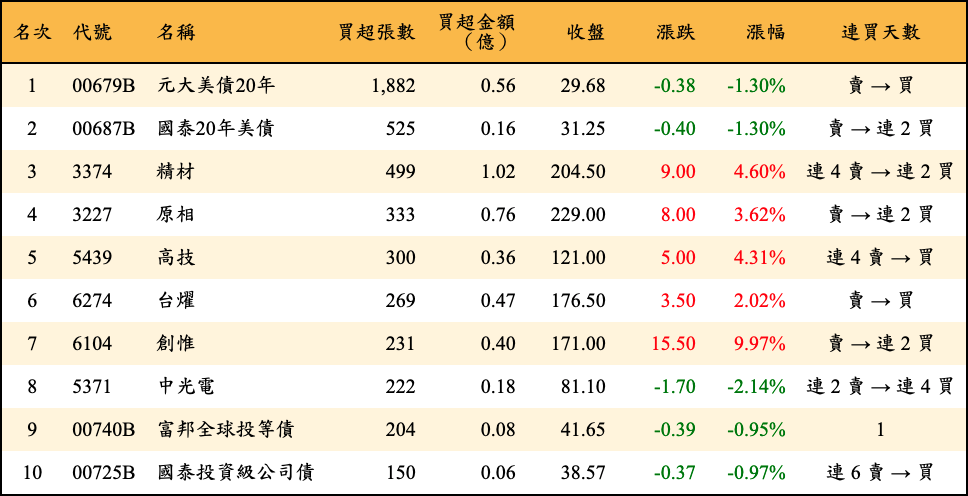 名次 代號 名稱 買超張數 買超金額（億） 收盤 漲跌 漲幅 連買天數
1 00679B 元大美債20年 1,882 0.56 29.68 -0.38 -1.30% 賣 → 買
2 00687B 國泰20年美債 525 0.16 31.25 -0.40 -1.30% 賣 → 連 2 買
3 3374 精材 499 1.02 204.50 9.00 4.60% 連 4 賣 → 連 2 買
4 3227 原相 333 0.76 229.00 8.00 3.62% 賣 → 連 2 買
5 5439 高技 300 0.36 121.00 5.00 4.31% 連 4 賣 → 買
6 6274 台燿 269 0.47 176.50 3.50 2.02% 賣 → 買
7 6104 創惟 231 0.40 171.00 15.50 9.97% 賣 → 連 2 買
8 5371 中光電 222 0.18 81.10 -1.70 -2.14% 連 2 賣 → 連 4 買
9 00740B 富邦全球投等債 204 0.08 41.65 -0.39 -0.95% 1
10 00725B 國泰投資級公司債 150 0.06 38.57 -0.37 -0.97% 連 6 賣 → 買